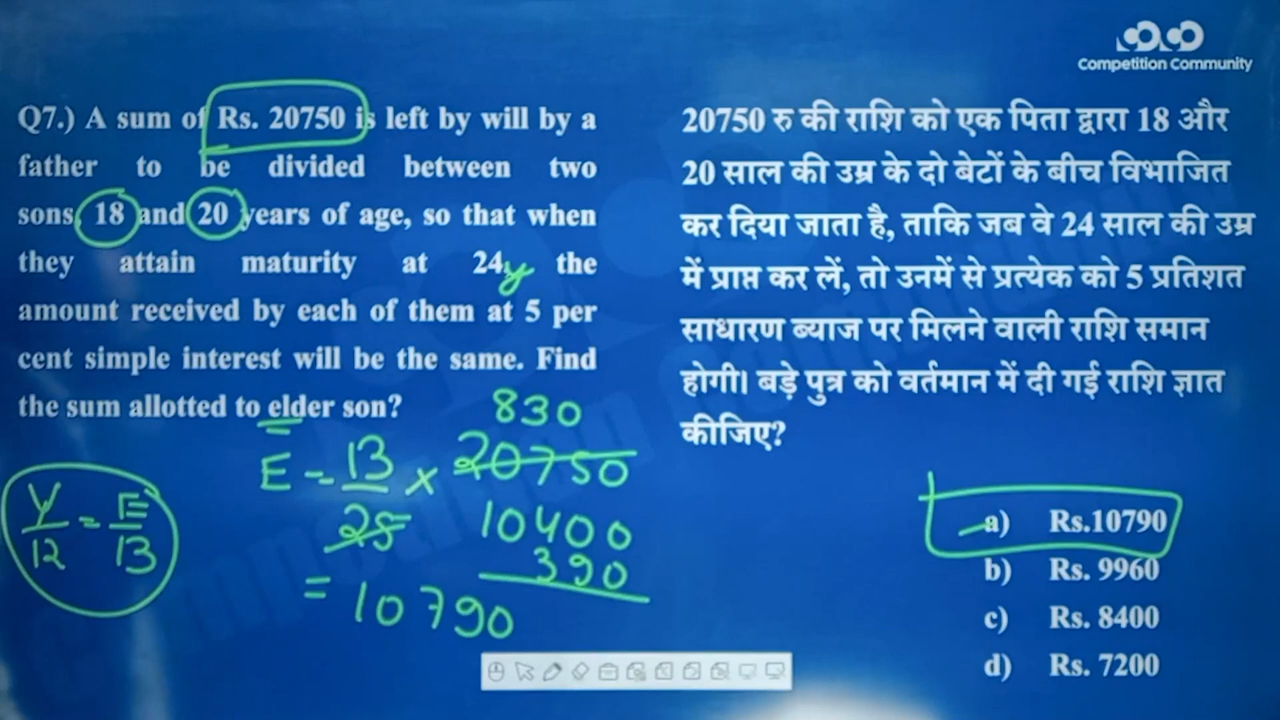 Competition Community
Q7.) A sum of Rs. 20750 is left by will by a
father to be divided between two
sons, 18 and 20 years of age, so that when
they attain maturity at 24, the
amount received by each of them at 5 per
cent simple interest will be the same. Find
the sum allotted to elder son?
20750 रु की राशि को एक पिता द्वारा 18 और
20 साल की उम्र के दो बेटों के बीच विभाजित
कर दिया जाता है, ताकि जब वे 24 साल की उम्र
में प्राप्त कर लें, तो उनमें से प्रत्येक को 5 प्रतिशत
साधारण ब्याज पर मिलने वाली राशि समान
होगी। बड़े पुत्र को वर्तमान में दी गई राशि ज्ञात
कीजिए?
y
830
E - 13/25 × 20750
10400
390
= 10790
Y/12 = E/13
a) Rs.10790
b) Rs. 9960
c) Rs. 8400
d) Rs. 7200